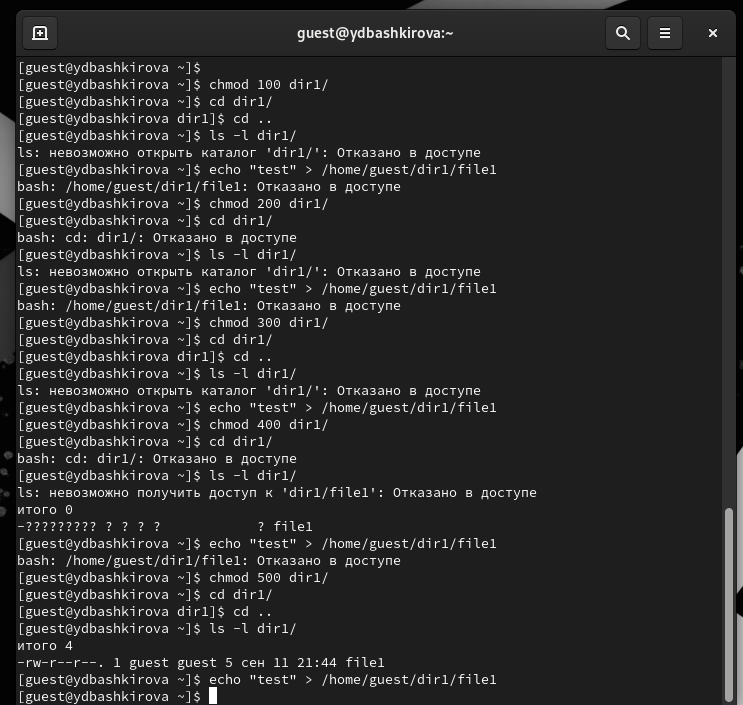 guest@ydbashkirova:~
[guest@ydbashkirova ~]$
[guest@ydbashkirova ~]$ chmod 100 dir1/
[guest@ydbashkirova ~]$ cd dir1/
[guest@ydbashkirova dir1]$ cd ..
[guest@ydbashkirova ~]$ ls -l dir1/
ls: невозможно открыть каталог 'dir1/': Отказано в доступе
[guest@ydbashkirova ~]$ echo "test" > /home/guest/dir1/file1
bash: /home/guest/dir1/file1: Отказано в доступе
[guest@ydbashkirova ~]$ chmod 200 dir1/
[guest@ydbashkirova ~]$ cd dir1/
bash: cd: dir1/: Отказано в доступе
[guest@ydbashkirova ~]$ ls -l dir1/
ls: невозможно открыть каталог 'dir1/': Отказано в доступе
[guest@ydbashkirova ~]$ echo "test" > /home/guest/dir1/file1
bash: /home/guest/dir1/file1: Отказано в доступе
[guest@ydbashkirova ~]$ chmod 300 dir1/
[guest@ydbashkirova ~]$ cd dir1/
[guest@ydbashkirova dir1]$ cd ..
[guest@ydbashkirova ~]$ ls -l dir1/
ls: невозможно открыть каталог 'dir1/': Отказано в доступе
[guest@ydbashkirova ~]$ echo "test" > /home/guest/dir1/file1
[guest@ydbashkirova ~]$ chmod 400 dir1/
[guest@ydbashkirova ~]$ cd dir1/
bash: cd: dir1/: Отказано в доступе
[guest@ydbashkirova ~]$ ls -l dir1/
ls: невозможно получить доступ к 'dir1/file1': Отказано в доступе
итого 0
-????????? ? ? ? ?            ? file1
[guest@ydbashkirova ~]$ echo "test" > /home/guest/dir1/file1
bash: /home/guest/dir1/file1: Отказано в доступе
[guest@ydbashkirova ~]$ chmod 500 dir1/
[guest@ydbashkirova ~]$ cd dir1/
[guest@ydbashkirova dir1]$ cd ..
[guest@ydbashkirova ~]$ ls -l dir1/
итого 4
-rw-r--r--. 1 guest guest 5 сен 11 21:44 file1
[guest@ydbashkirova ~]$ echo "test" > /home/guest/dir1/file1
[guest@ydbashkirova ~]$